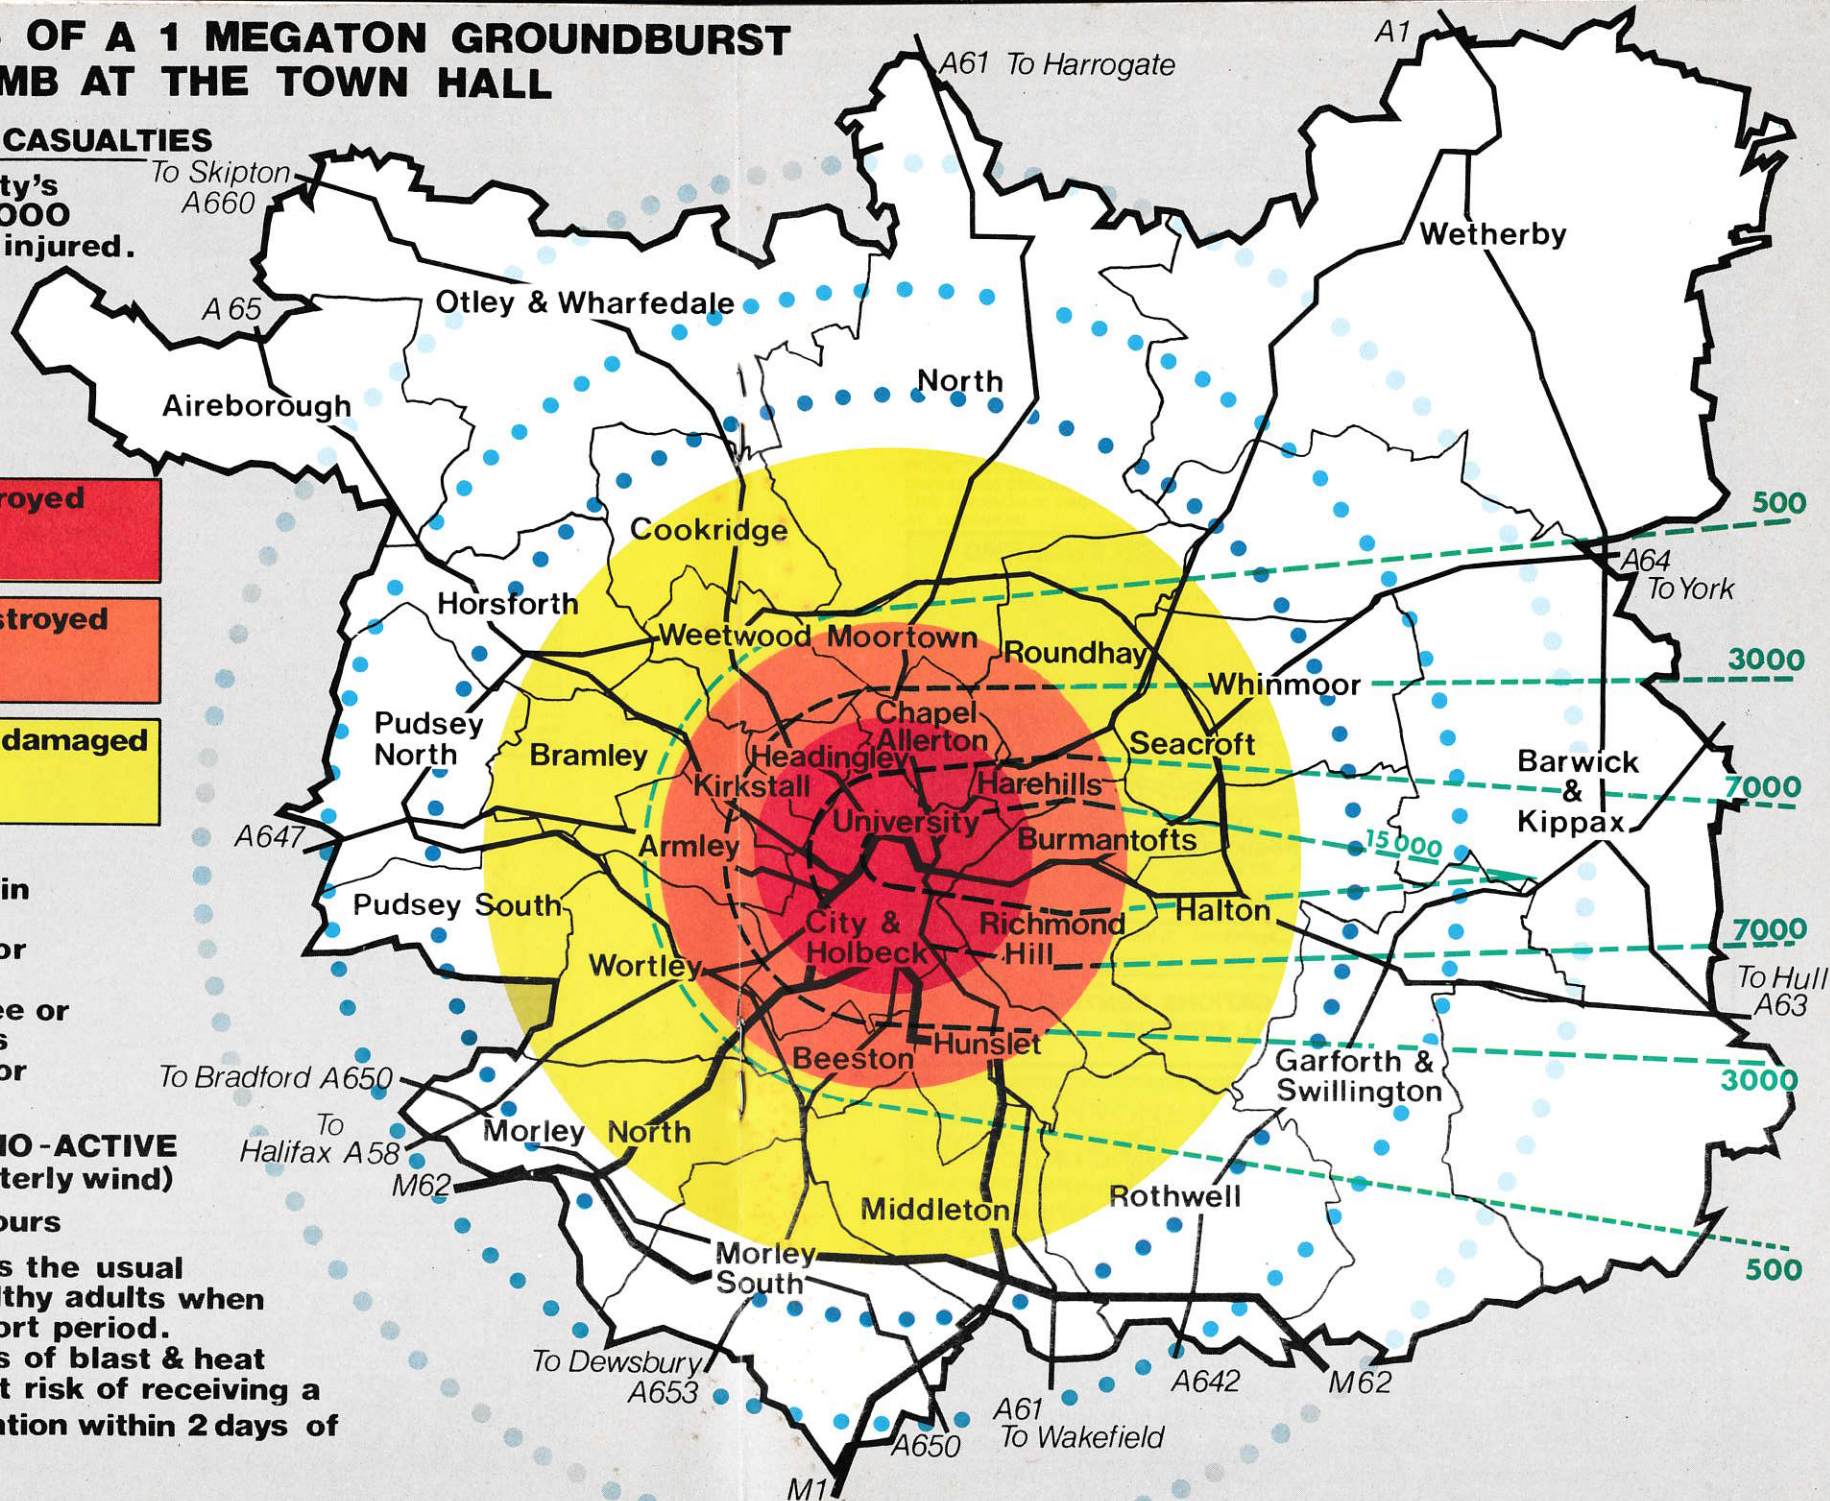 OF A 1 MEGATON GROUNDBURST
MB AT THE TOWN HALL
CASUALTIES
ty's
000
injured.
To Skipton
A660
A61 To Harrogate
A1
Wetherby
A65
Otley & Wharfedale
Aireborough
North
royed
stroyed
damaged
Cookridge
500
A64
To York
Horsforth
Weetwood
Moortown
Roundhay
3000
Whinmoor
Pudsey
North
Bramley
Chapel
Allerton
Headingley
Seacroft
Kirkstall
Harehills
Barwick
&
Kippax
7000
A647
University
Armley
Burmantofts
15000
in
Pudsey South
City &
Holbeck
Richmond
Hill
Halton
7000
or
Wortley
To Hull
A63
ee or
s
or
Beeston
Hunslet
Garforth &
Swillington
3000
To Bradford A650
To
Halifax A58
Morley North
IO-ACTIVE
terly wind)
M62
ours
Middleton
Rothwell
Morley
South
500
s the usual
lthy adults when
ort period.
s of blast & heat
t risk of receiving a
ation within 2 days of
To Dewsbury
A653
A61
To Wakefield
A642
M62
A650
M1